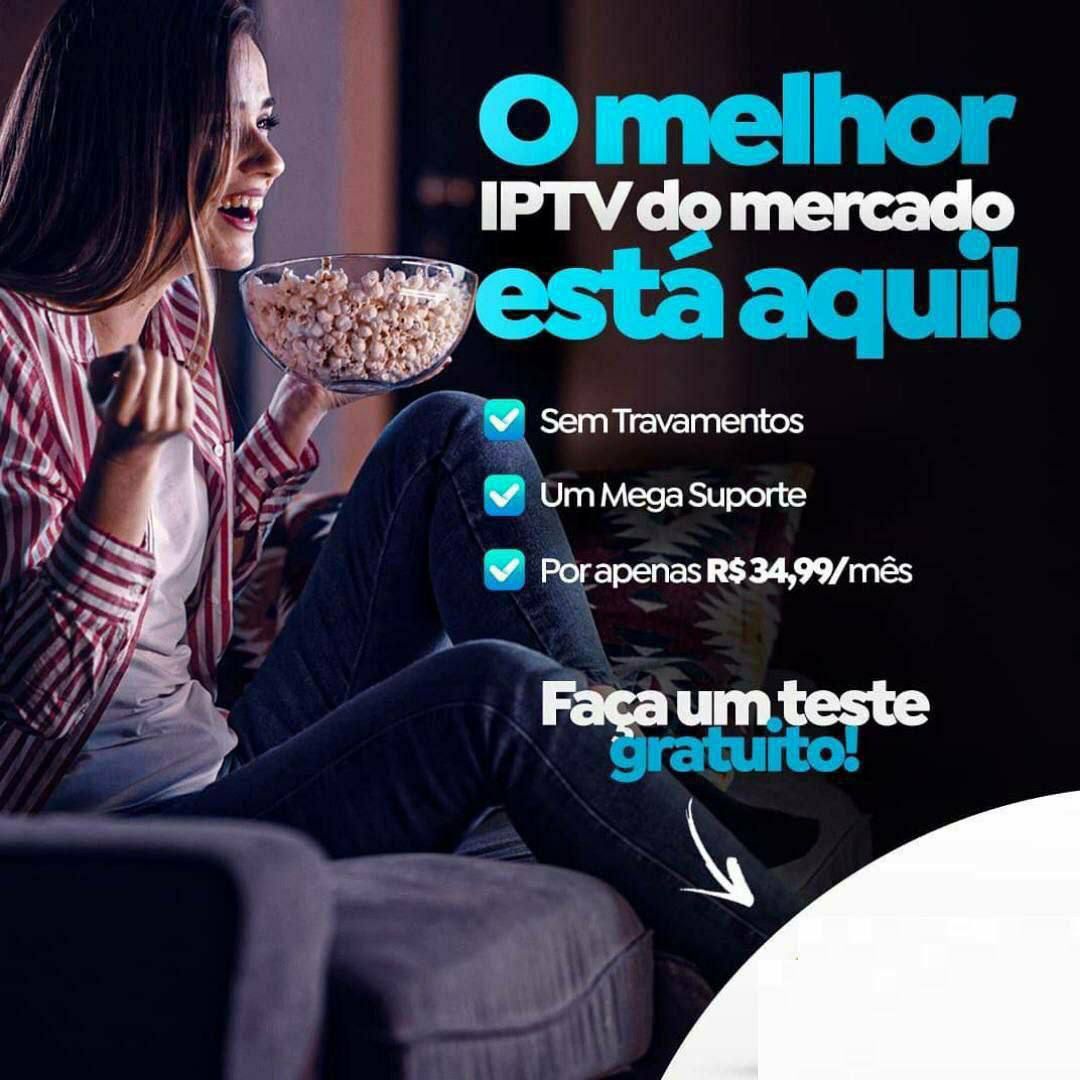 O melhor
IPTV do mercado
está aqui!
Sem Travamentos
Um Mega Suporte
Por apenas R$ 34,99/mês
Faça um teste
gratuito!